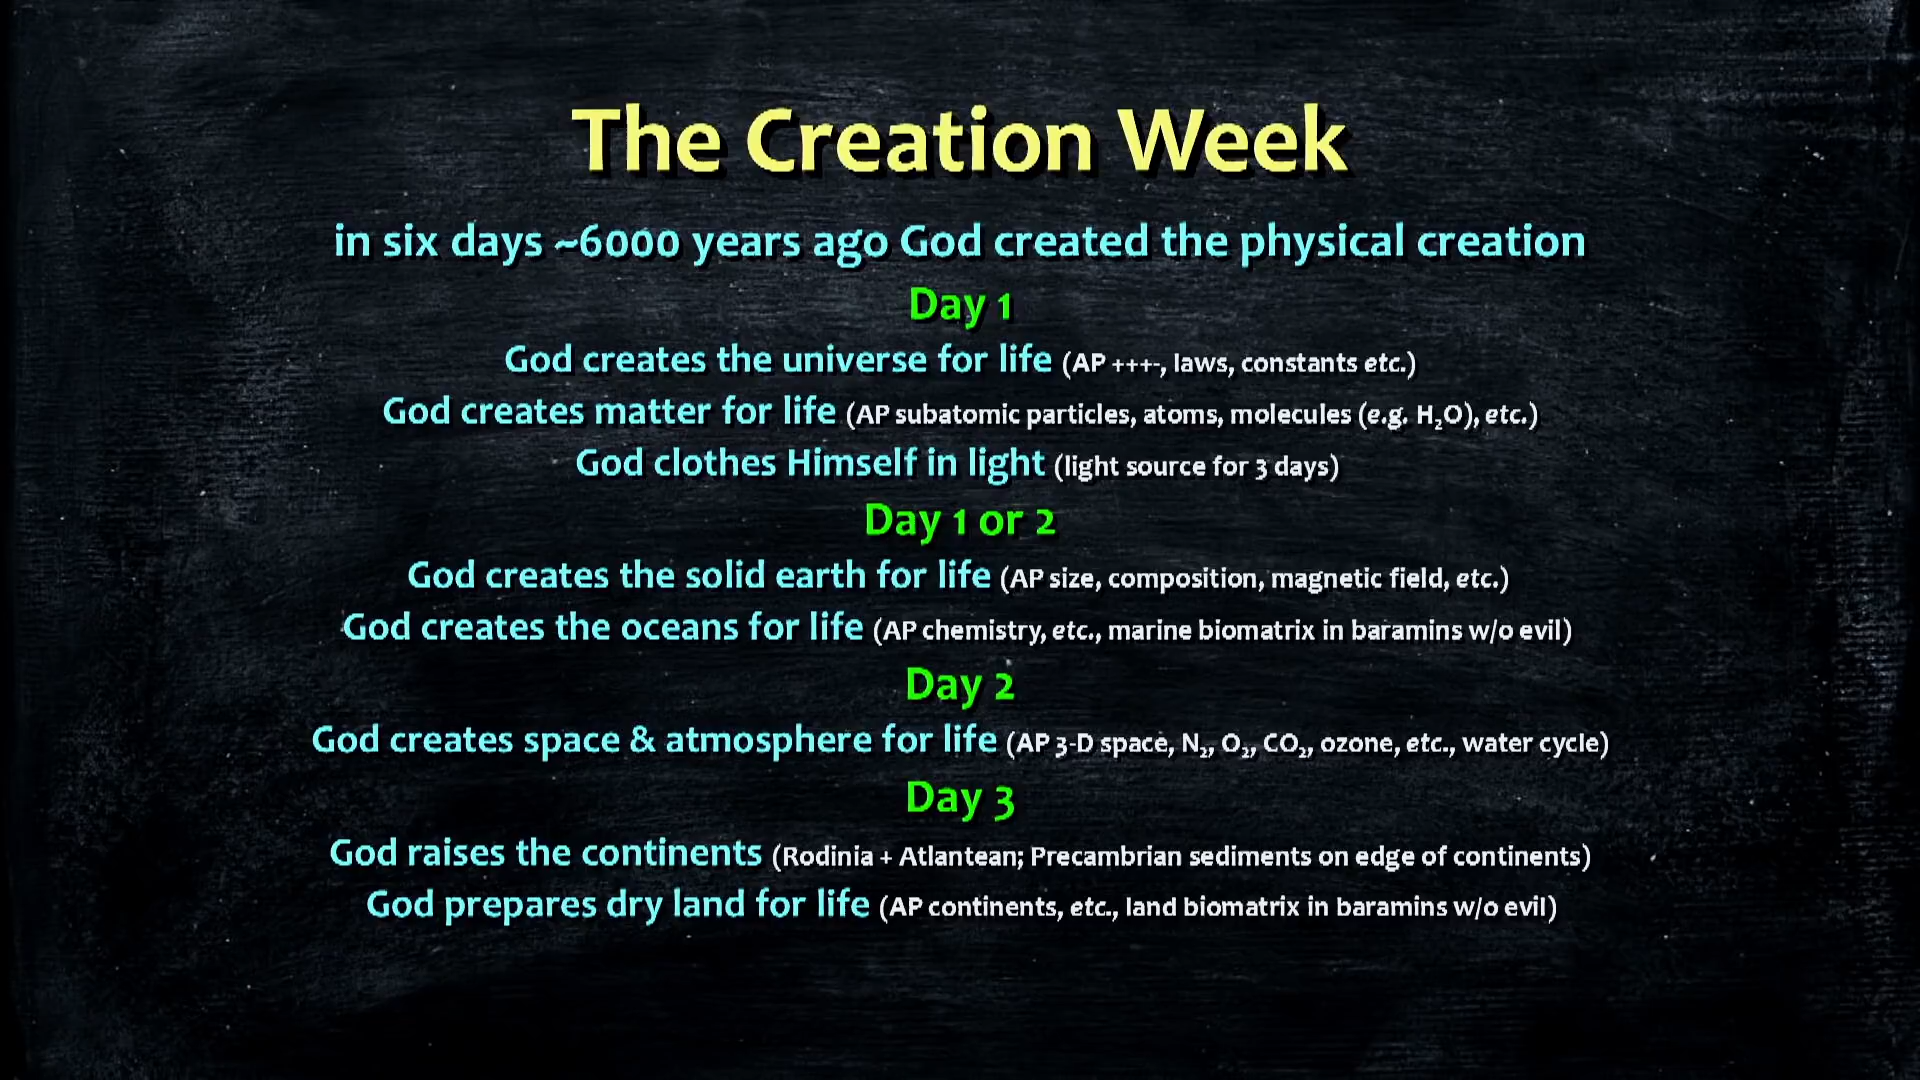 The Creation Week
in six days ~6000 years ago God created the physical creation
Day 1
God creates the universe for life (AP +++-, laws, constants etc.)
God creates matter for life (AP subatomic particles, atoms, molecules (e.g. H₂O), etc.)
God clothes Himself in light (light source for 3 days)
Day 1 or 2
God creates the solid earth for life (AP size, composition, magnetic field, etc.)
God creates the oceans for life (AP chemistry, etc., marine biomatrix in baramins w/o evil)
Day 2
God creates space & atmosphere for life (AP 3-D space, N₂, O₂, CO₂, ozone, etc., water cycle)
Day 3
God raises the continents (Rodinia + Atlantean; Precambrian sediments on edge of continents)
God prepares dry land for life (AP continents, etc., land biomatrix in baramins w/o evil)